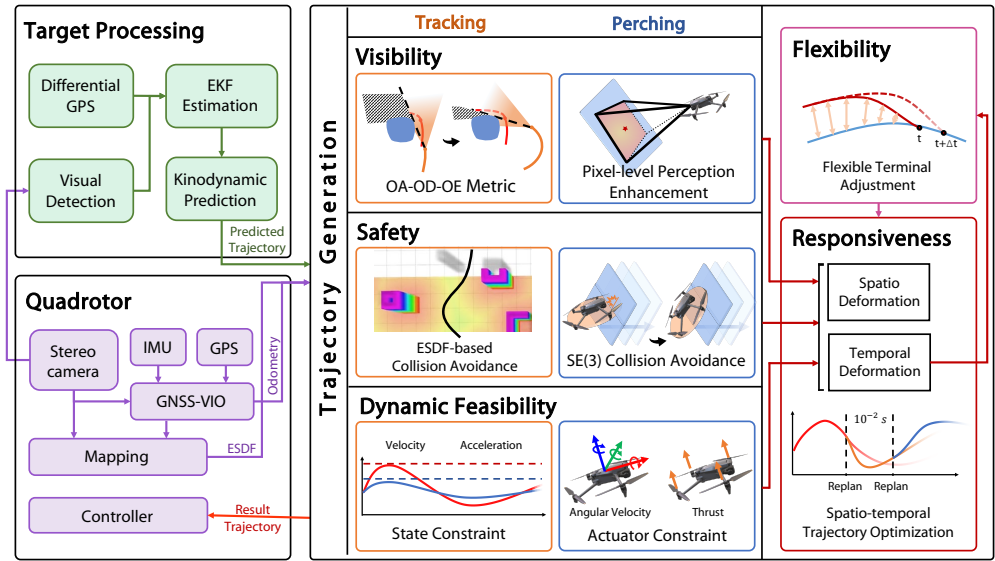 Target Processing
Differential
GPS
EKF
Estimation
Visual
Detection
Kinodynamic
Prediction
Predicted
Trajectory
Quadrotor
Stereo
camera
IMU
GPS
GNSS-VIO
Odometry
Mapping
ESDF
Controller
Result
Trajectory
Trajectory Generation
Tracking
Perching
Visibility
OA-OD-OE Metric
Pixel-level Perception
Enhancement
Safety
ESDF-based
Collision Avoidance
SE(3) Collision Avoidance
Dynamic Feasibility
Velocity
Acceleration
State Constraint
Angular Velocity
Thrust
Actuator Constraint
Flexibility
t
t+Δt
Flexible Terminal
Adjustment
Responsiveness
Spatio
Deformation
Temporal
Deformation
10⁻² s
Replan
Replan
Spatio-temporal
Trajectory Optimization